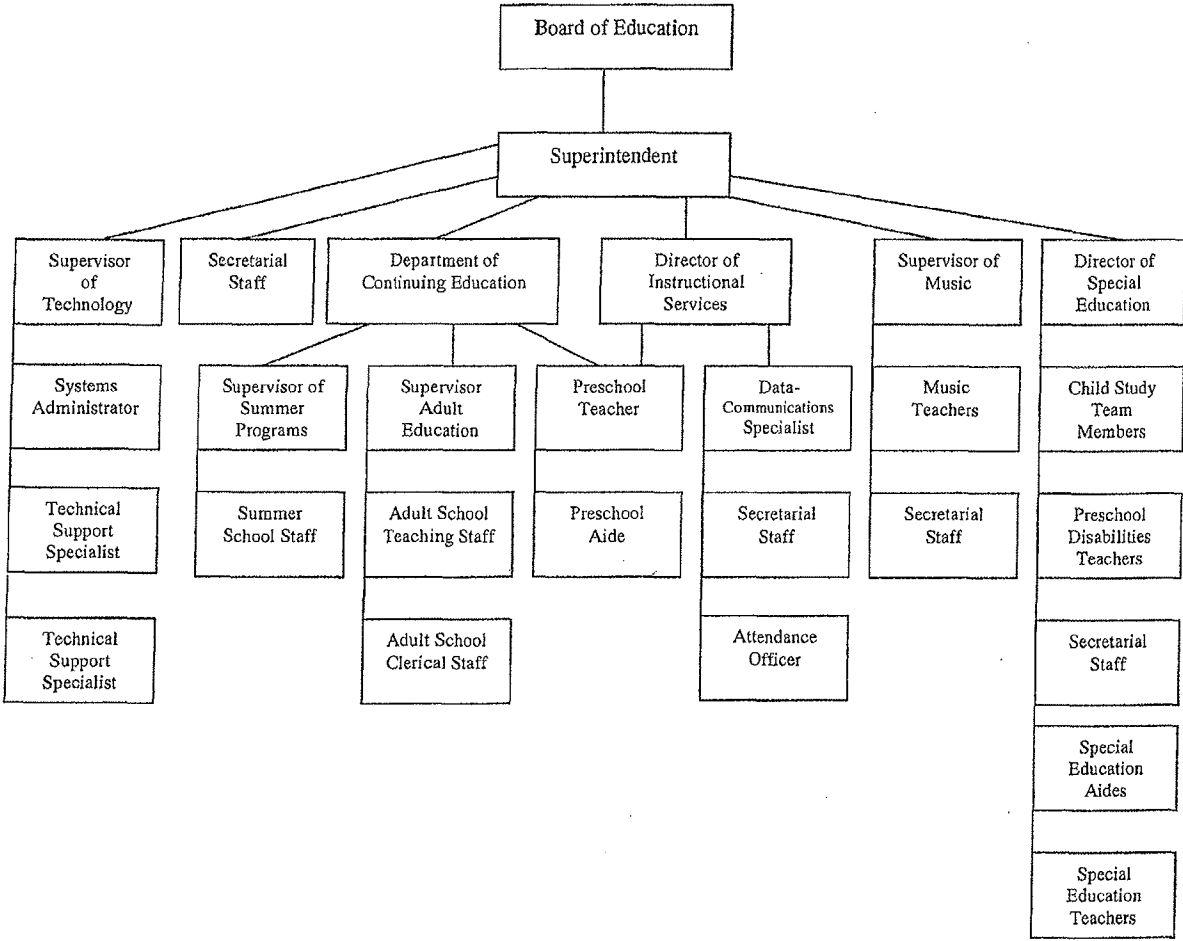 Board of Education
Superintendent
Supervisor
of
Technology
Secretarial
Staff
Department of
Continuing Education
Director of
Instructional
Services
Supervisor of
Music
Director of
Special
Education
Systems
Administrator
Supervisor of
Summer
Programs
Supervisor
Adult
Education
Preschool
Teacher
Data-
Communications
Specialist
Music
Teachers
Child Study
Team
Members
Technical
Support
Specialist
Summer
School Staff
Adult School
Teaching Staff
Preschool
Aide
Secretarial
Staff
Secretarial
Staff
Preschool
Disabilities
Teachers
Technical
Support
Specialist
Adult School
Clerical Staff
Attendance
Officer
Secretarial
Staff
Special
Education
Aides
Special
Education
Teachers